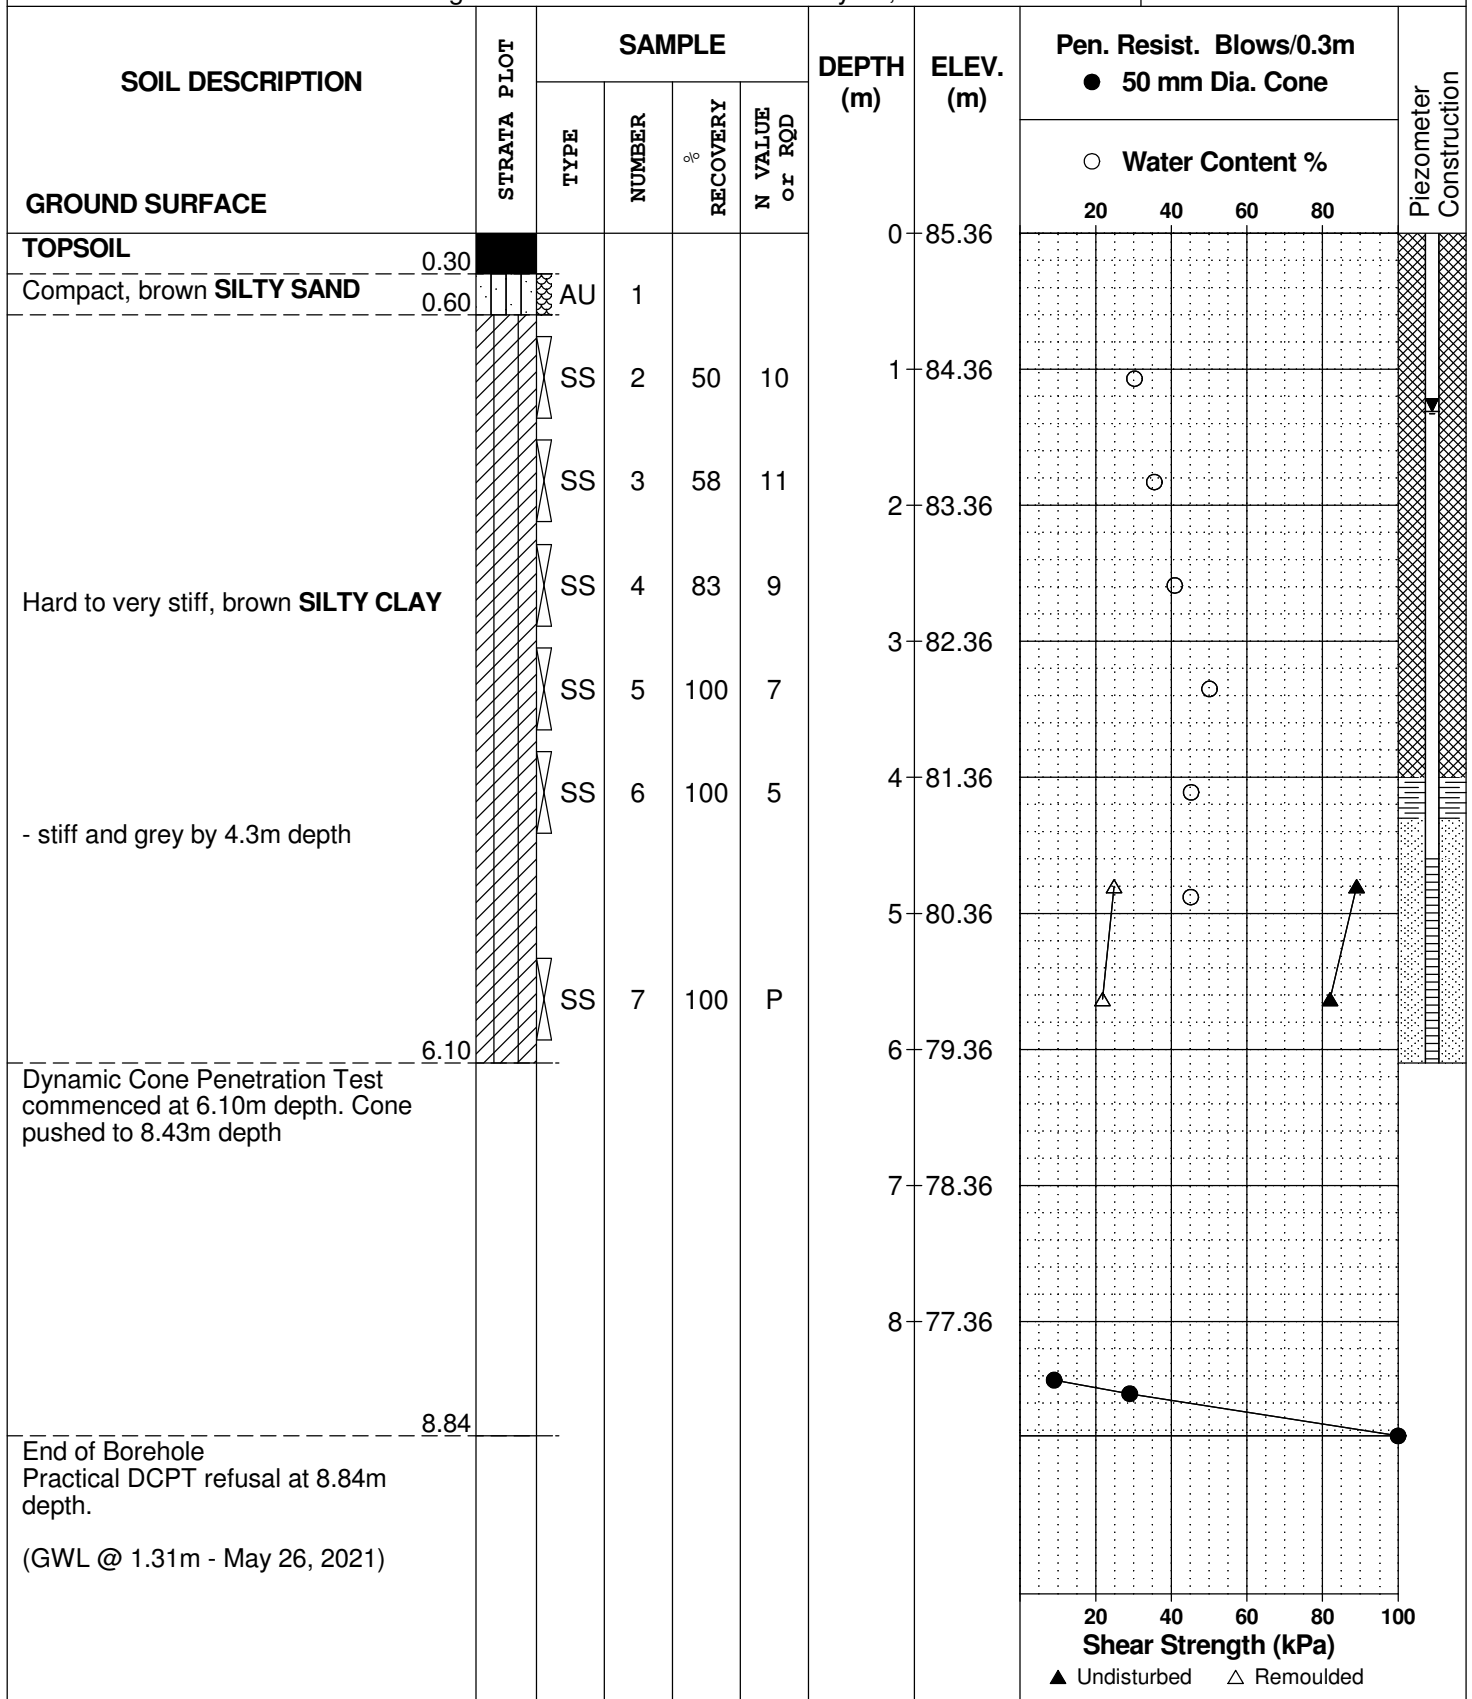 SOIL DESCRIPTION
GROUND SURFACE
STRATA PLOT
SAMPLE
TYPE
NUMBER
% RECOVERY
N VALUE or RQD
DEPTH (m)
ELEV. (m)
Pen. Resist. Blows/0.3m
● 50 mm Dia. Cone
○ Water Content %
20 40 60 80
Piezometer Construction
TOPSOIL
0.30
Compact, brown SILTY SAND
0.60
Hard to very stiff, brown SILTY CLAY
- stiff and grey by 4.3m depth
6.10
Dynamic Cone Penetration Test
commenced at 6.10m depth. Cone
pushed to 8.43m depth
8.84
End of Borehole
Practical DCPT refusal at 8.84m
depth.
(GWL @ 1.31m - May 26, 2021)
AU 1
SS 2 50 10
SS 3 58 11
SS 4 83 9
SS 5 100 7
SS 6 100 5
SS 7 100 P
0 85.36
1 84.36
2 83.36
3 82.36
4 81.36
5 80.36
6 79.36
7 78.36
8 77.36
20 40 60 80 100
Shear Strength (kPa)
▲ Undisturbed △ Remoulded